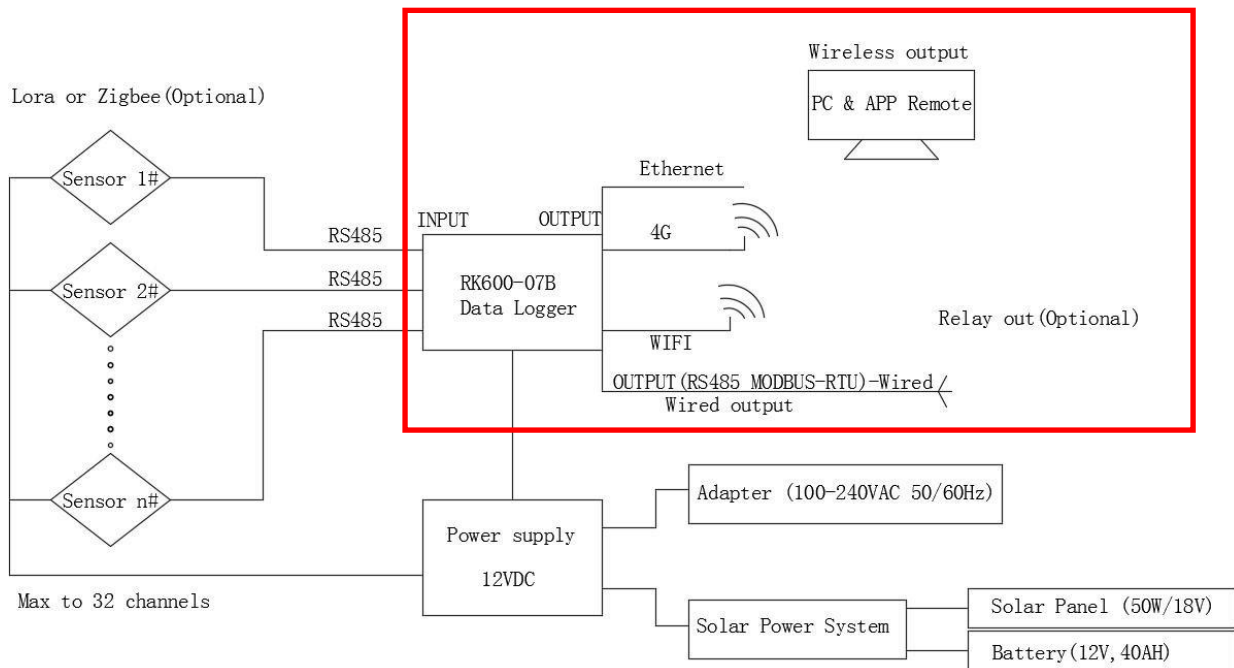 Wireless output
PC & APP Remote
Lora or Zigbee(Optional)
Sensor 1#
Sensor 2#
Sensor n#
Max to 32 channels
RS485
RS485
RS485
INPUT
OUTPUT
RK600-07B
Data Logger
Ethernet
4G
WIFI
OUTPUT(RS485 MODBUS-RTU)-Wired
Wired output
Relay out(Optional)
Power supply
12VDC
Adapter (100-240VAC 50/60Hz)
Solar Power System
Solar Panel (50W/18V)
Battery(12V,40AH)